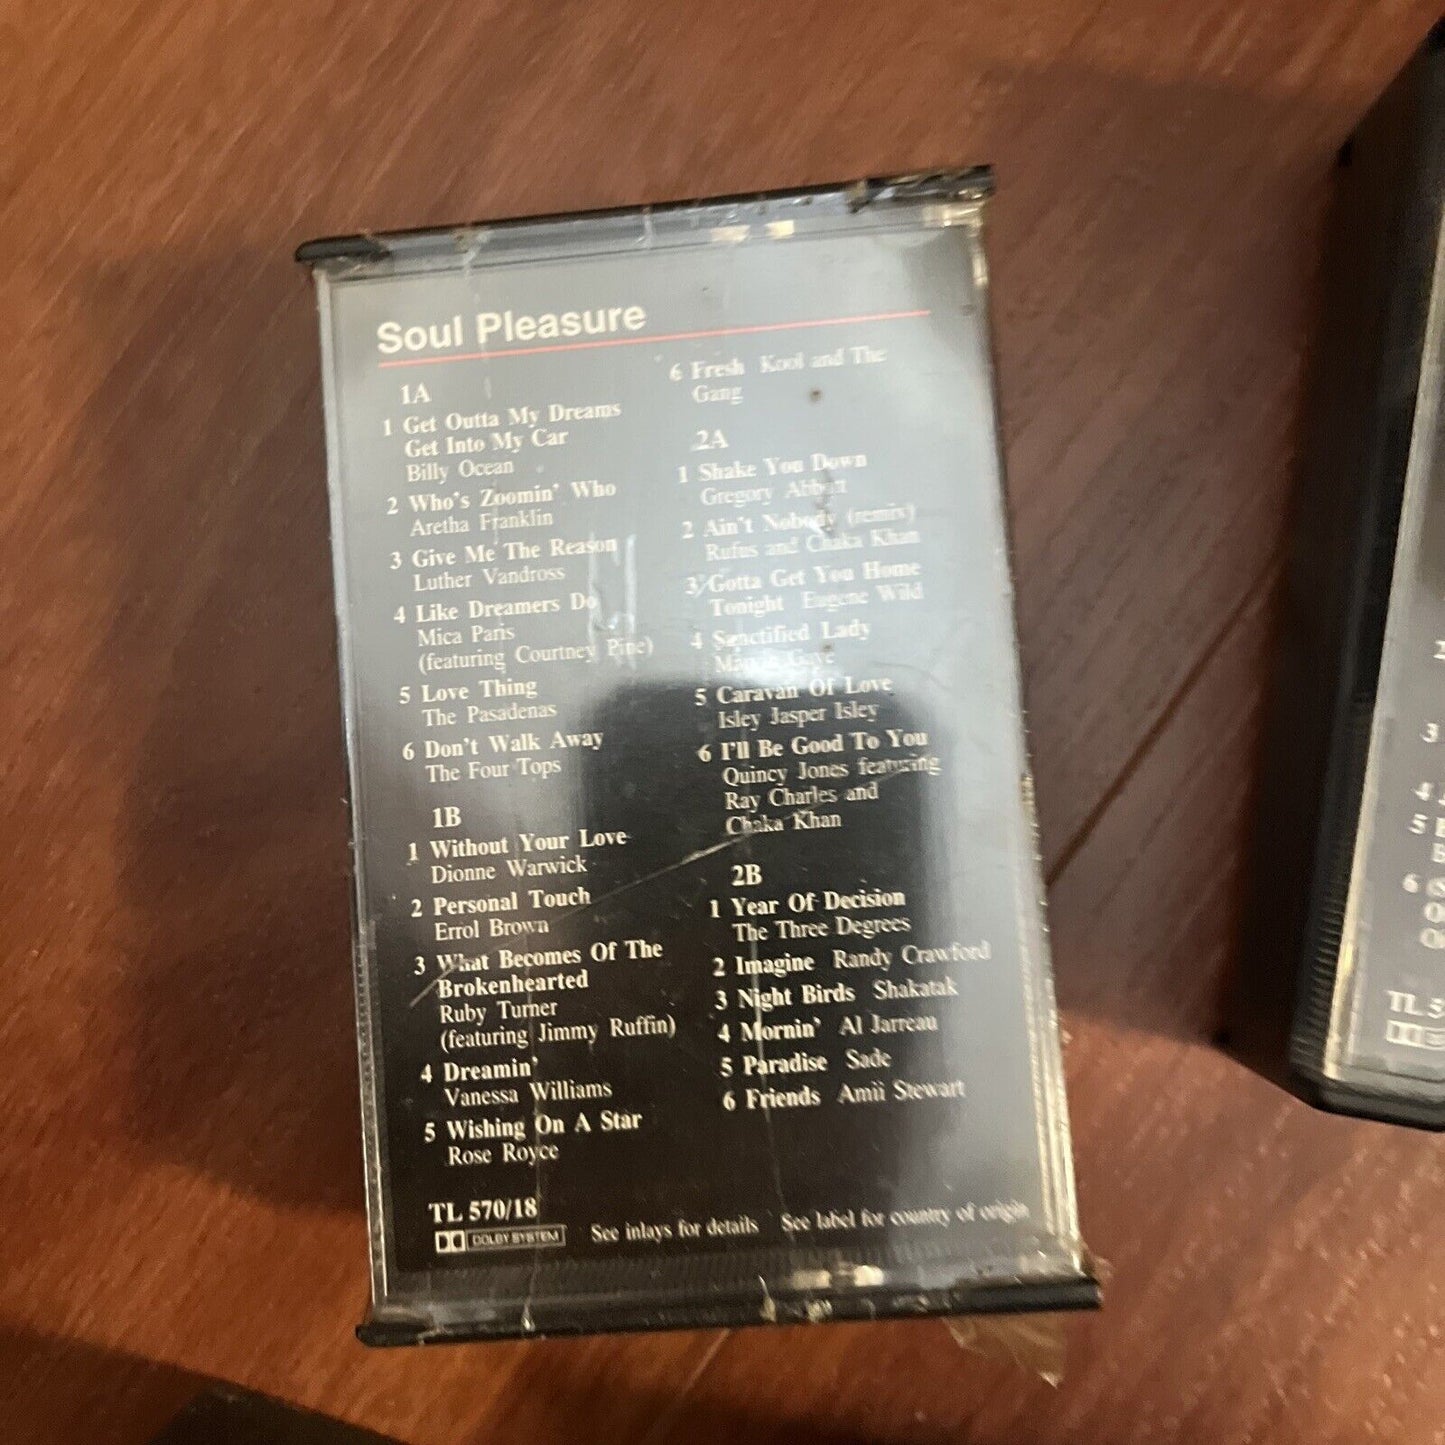 Soul Pleasure
1A
1 Get Outta My Dreams
Get Into My Car
Billy Ocean
2 Who's Zoomin' Who
Aretha Franklin
3 Give Me The Reason
Luther Vandross
4 Like Dreamers Do
Mica Paris
(featuring Courtney Pine)
5 Love Thing
The Pasadenas
6 Don't Walk Away
The Four Tops
1B
1 Without Your Love
Dionne Warwick
2 Personal Touch
Errol Brown
3 What Becomes Of The
Brokenhearted
Ruby Turner
(featuring Jimmy Ruffin)
4 Dreamin'
Vanessa Williams
5 Wishing On A Star
Rose Royce
6 Fresh Kool and The
Gang
2A
1 Shake You Down
Gregory Abbott
2 Ain't Nobody (remix)
Rufus and Chaka Khan
3 Gotta Get You Home
Tonight Eugene Wild
4 Sanctified Lady
Marvin Gaye
5 Caravan Of Love
Isley Jasper Isley
6 I'll Be Good To You
Quincy Jones featuring
Ray Charles and
Chaka Khan
2B
1 Year Of Decision
The Three Degrees
2 Imagine Randy Crawford
3 Night Birds Shakatak
4 Mornin' Al Jarreau
5 Paradise Sade
6 Friends Amii Stewart
TL 570/18
DOLBY SYSTEM See inlays for details See label for country of origin
2
3
4
5
6
TL 5